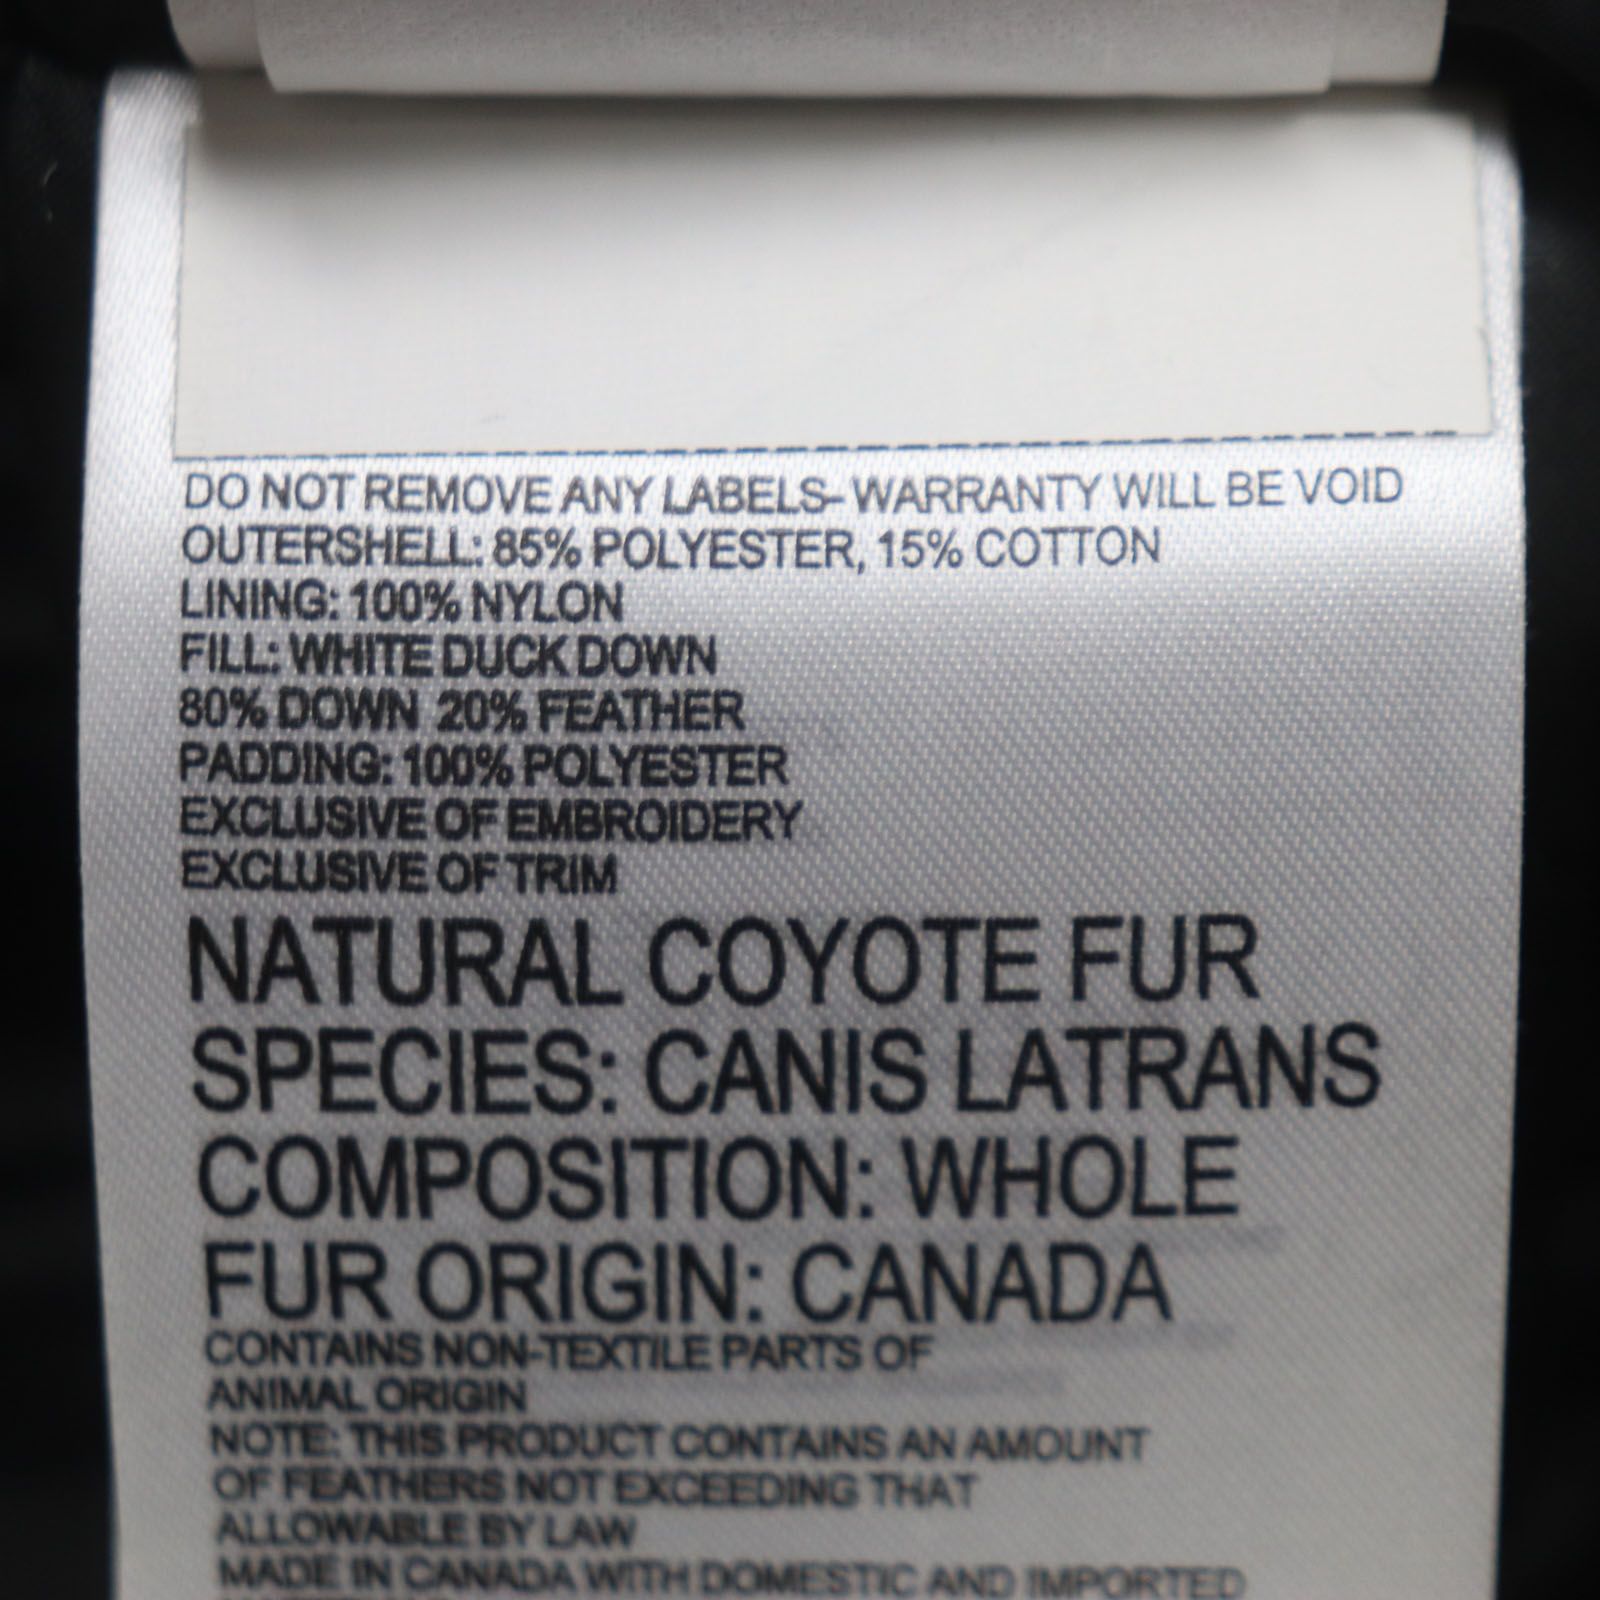 DO NOT REMOVE ANY LABELS- WARRANTY WILL BE VOID
OUTERSHELL: 85% POLYESTER, 15% COTTON
LINING: 100% NYLON
FILL: WHITE DUCK DOWN
80% DOWN 20% FEATHER
PADDING: 100% POLYESTER
EXCLUSIVE OF EMBROIDERY
EXCLUSIVE OF TRIM
NATURAL COYOTE FUR
SPECIES: CANIS LATRANS
COMPOSITION: WHOLE
FUR ORIGIN: CANADA
CONTAINS NON-TEXTILE PARTS OF
ANIMAL ORIGIN
NOTE: THIS PRODUCT CONTAINS AN AMOUNT
OF FEATHERS NOT EXCEEDING THAT
ALLOWABLE BY LAW
MADE IN CANADA WITH DOMESTIC AND IMPORTED